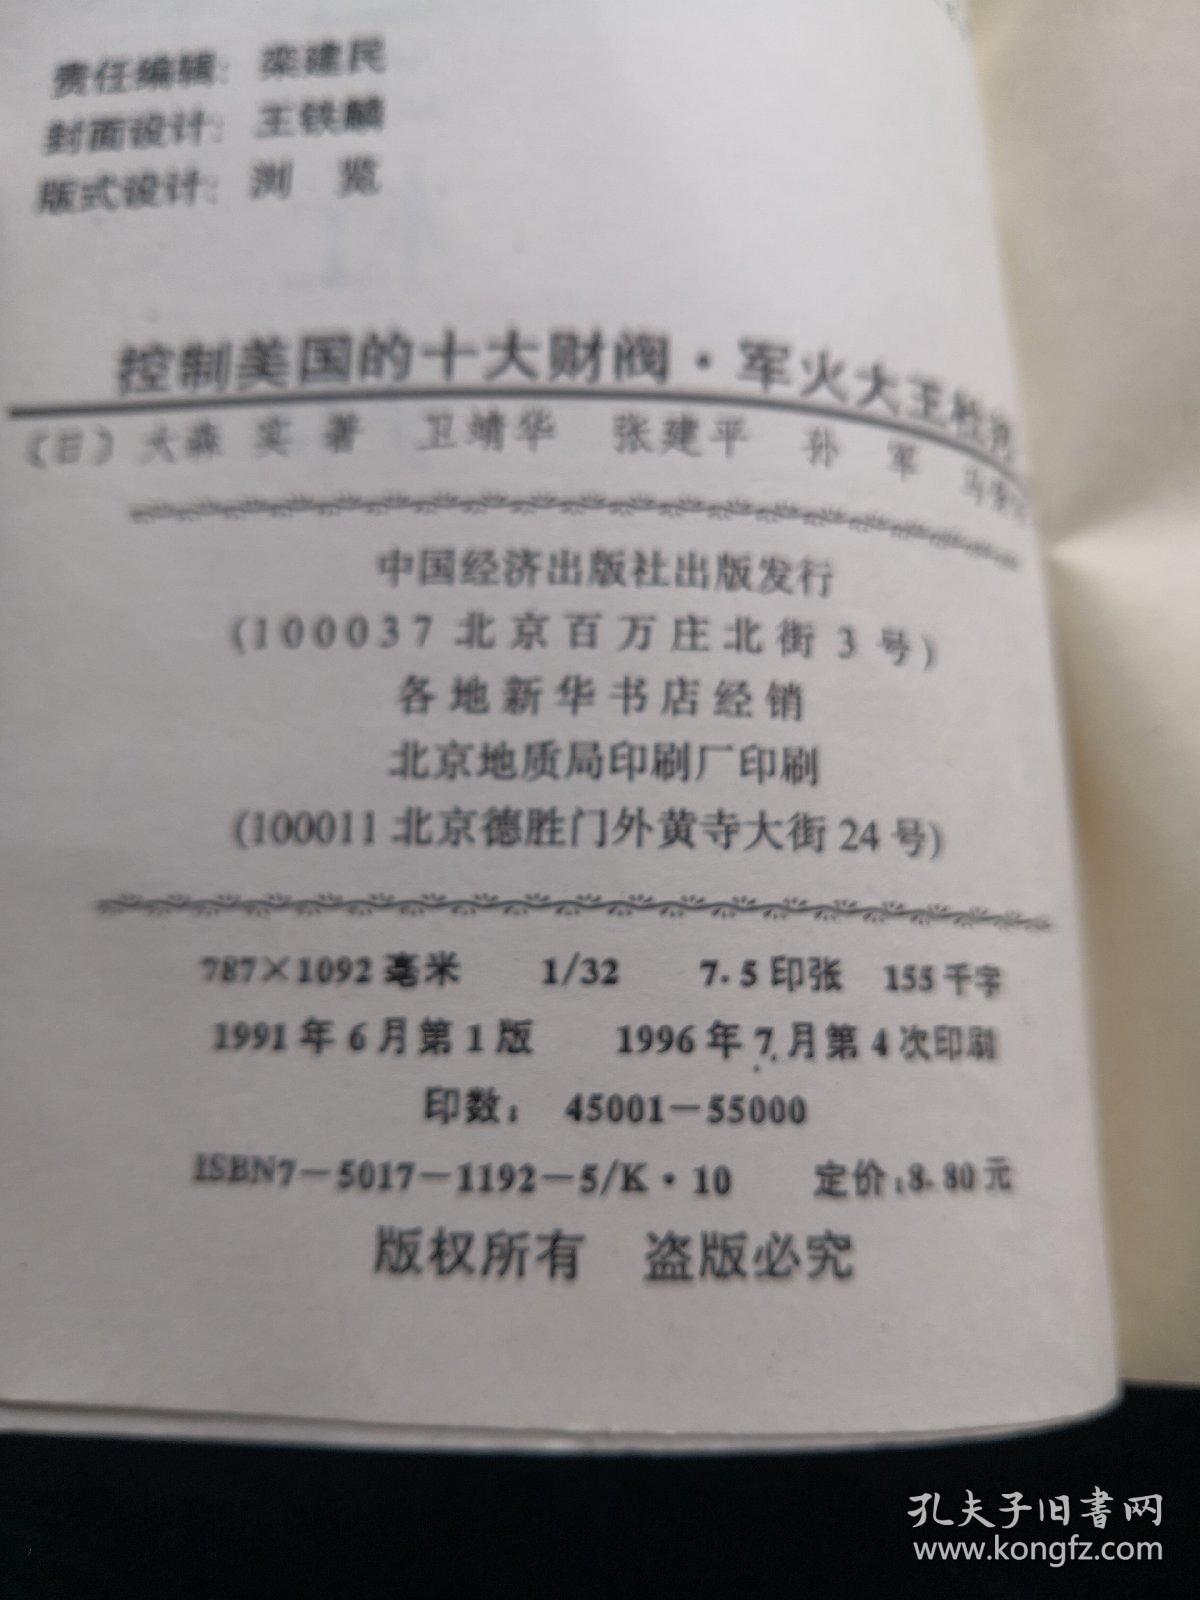 责任编辑：栾建民
封面设计：王铁麟
版式设计：浏 览
控制美国的十大财阀·军火大王杜
（日）大森 实 著 卫靖华 张建平 孙 军 马
中国经济出版社出版发行
(100037 北京百万庄北街 3 号)
各地新华书店经销
北京地质局印刷厂印刷
(100011 北京德胜门外黄寺大街 24 号)
787×1092 毫米 1/32 7.5 印张 155 千字
1991 年 6 月第 1 版 1996 年 7 月第 4 次印刷
印数： 45001－55000
ISBN7－5017－1192－5/K·10 定价：8.80 元
版权所有 盗版必究
孔夫子旧书网
www.kongfz.com